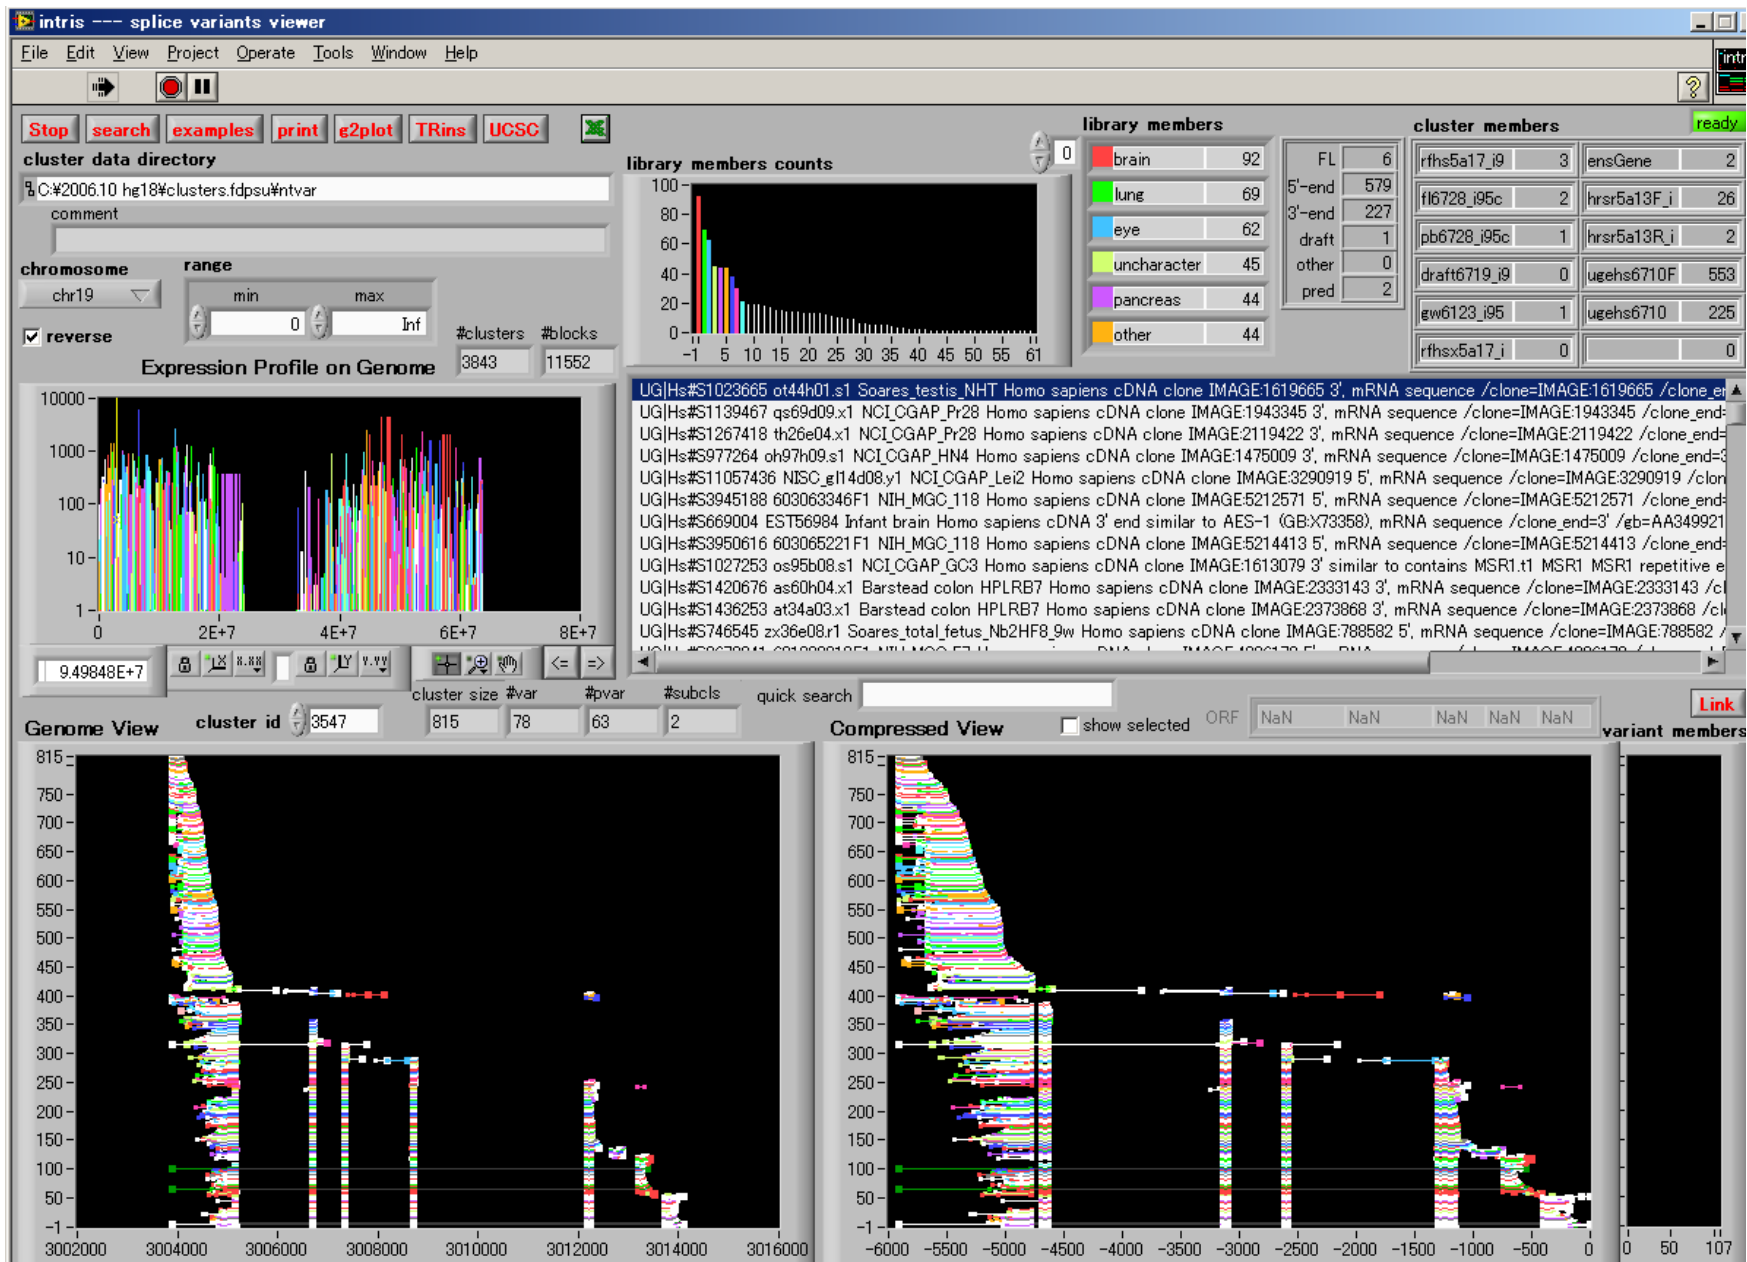 intris --- splice variants viewer
File Edit View Project Operate Tools Window Help
Stop search examples print g2plot TRins UCSC
cluster data directory
C:¥2006.10 hg18¥clusters.fdpsu¥ntvar
comment
chromosome
chr19
range
min max
0 Inf
reverse
#clusters #blocks
3843 11552
library members counts
0
100
80
60
40
20
0
-1 5 10 15 20 25 30 35 40 45 50 55 61
library members
brain 92
lung 69
eye 62
uncharacter 45
pancreas 44
other 44
FL 6
5'-end 579
3'-end 227
draft 1
other 0
pred 2
cluster members
ready
rfhs5a17_i9 3 ensGene 2
fl6728_i95c 2 hrsr5a13F_i 26
pb6728_i95c 1 hrsr5a13R_i 2
draft6719_i9 0 ugehs6710F 553
gw6123_i95 1 ugehs6710 225
rfhsx5a17_i 0 0
Expression Profile on Genome
10000
1000
100
10
1
0 2E+7 4E+7 6E+7 8E+7
9.49848E+7
UG|Hs#S1023665 ot44h01.s1 Soares_testis_NHT Homo sapiens cDNA clone IMAGE:1619665 3', mRNA sequence /clone=IMAGE:1619665 /clone_e
UG|Hs#S1139467 qs69d09.x1 NCI_CGAP_Pr28 Homo sapiens cDNA clone IMAGE:1943345 3', mRNA sequence /clone=IMAGE:1943345 /clone_end=
UG|Hs#S1267418 th26e04.x1 NCI_CGAP_Pr28 Homo sapiens cDNA clone IMAGE:2119422 3', mRNA sequence /clone=IMAGE:2119422 /clone_end=
UG|Hs#S977264 oh97h09.s1 NCI_CGAP_HN4 Homo sapiens cDNA clone IMAGE:1475009 3', mRNA sequence /clone=IMAGE:1475009 /clone_end=3
UG|Hs#S11057436 NISC_gl14d08.y1 NCI_CGAP_Lei2 Homo sapiens cDNA clone IMAGE:3290919 5', mRNA sequence /clone=IMAGE:3290919 /clon
UG|Hs#S3945188 603063346F1 NIH_MGC_118 Homo sapiens cDNA clone IMAGE:5212571 5', mRNA sequence /clone=IMAGE:5212571 /clone_end=
UG|Hs#S669004 EST56984 Infant brain Homo sapiens cDNA 3' end similar to AES-1 (GB:X73358), mRNA sequence /clone_end=3' /gb=AA349921
UG|Hs#S3950616 603065221F1 NIH_MGC_118 Homo sapiens cDNA clone IMAGE:5214413 5', mRNA sequence /clone=IMAGE:5214413 /clone_end=
UG|Hs#S1027253 os95b08.s1 NCI_CGAP_GC3 Homo sapiens cDNA clone IMAGE:1613079 3' similar to contains MSR1.t1 MSR1 MSR1 repetitive e
UG|Hs#S1420676 as60h04.x1 Barstead colon HPLRB7 Homo sapiens cDNA clone IMAGE:2333143 3', mRNA sequence /clone=IMAGE:2333143 /cl
UG|Hs#S1436253 at34a03.x1 Barstead colon HPLRB7 Homo sapiens cDNA clone IMAGE:2373868 3', mRNA sequence /clone=IMAGE:2373868 /cl
UG|Hs#S746545 zx36e08.r1 Soares_total_fetus_Nb2HF8_9w Homo sapiens cDNA clone IMAGE:788582 5', mRNA sequence /clone=IMAGE:788582 /
cluster size #var #pvar #subcls
815 78 63 2
quick search
show selected
ORF NaN NaN NaN NaN NaN
Link
Genome View cluster id 3547
Compressed View
variant members
815
750
700
650
600
550
500
450
400
350
300
250
200
150
100
50
-1
3002000 3004000 3006000 3008000 3010000 3012000 3014000 3016000
815
750
700
650
600
550
500
450
400
350
300
250
200
150
100
50
-1
-6000 -5500 -5000 -4500 -4000 -3500 -3000 -2500 -2000 -1500 -1000 -500 0
0 50 107